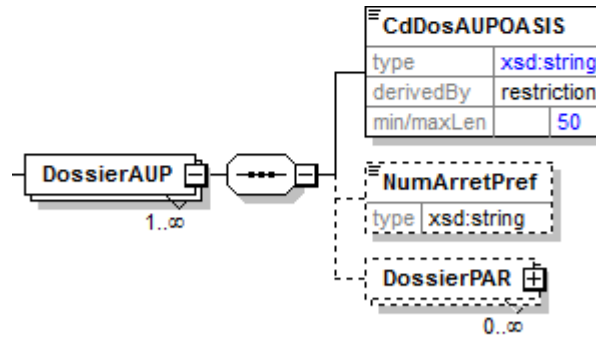 CdDosAUPOASIS
type xsd:string
derivedBy restriction
min/maxLen 50
DossierAUP
1..∞
NumArretPref
type xsd:string
DossierPAR
0..∞